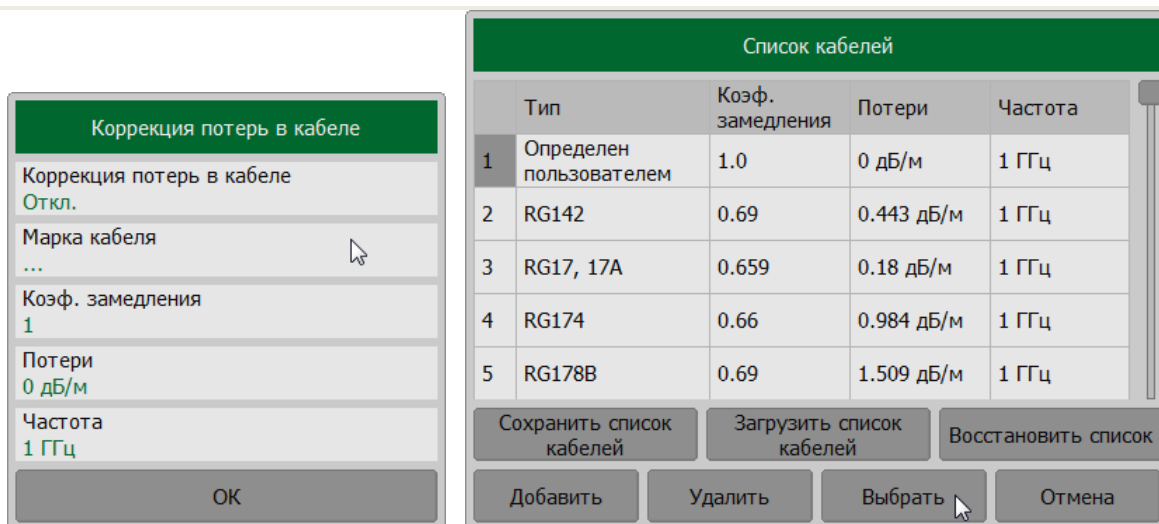 Коррекция потерь в кабеле
Коррекция потерь в кабеле
Откл.
Марка кабеля
...
Коэф. замедления
1
Потери
0 дБ/м
Частота
1 ГГц
ОК
Список кабелей
Тип Коэф. замедления Потери Частота
1 Определен пользователем 1.0 0 дБ/м 1 ГГц
2 RG142 0.69 0.443 дБ/м 1 ГГц
3 RG17, 17A 0.659 0.18 дБ/м 1 ГГц
4 RG174 0.66 0.984 дБ/м 1 ГГц
5 RG178B 0.69 1.509 дБ/м 1 ГГц
Сохранить список кабелей Загрузить список кабелей Восстановить список
Добавить Удалить Выбрать Отмена